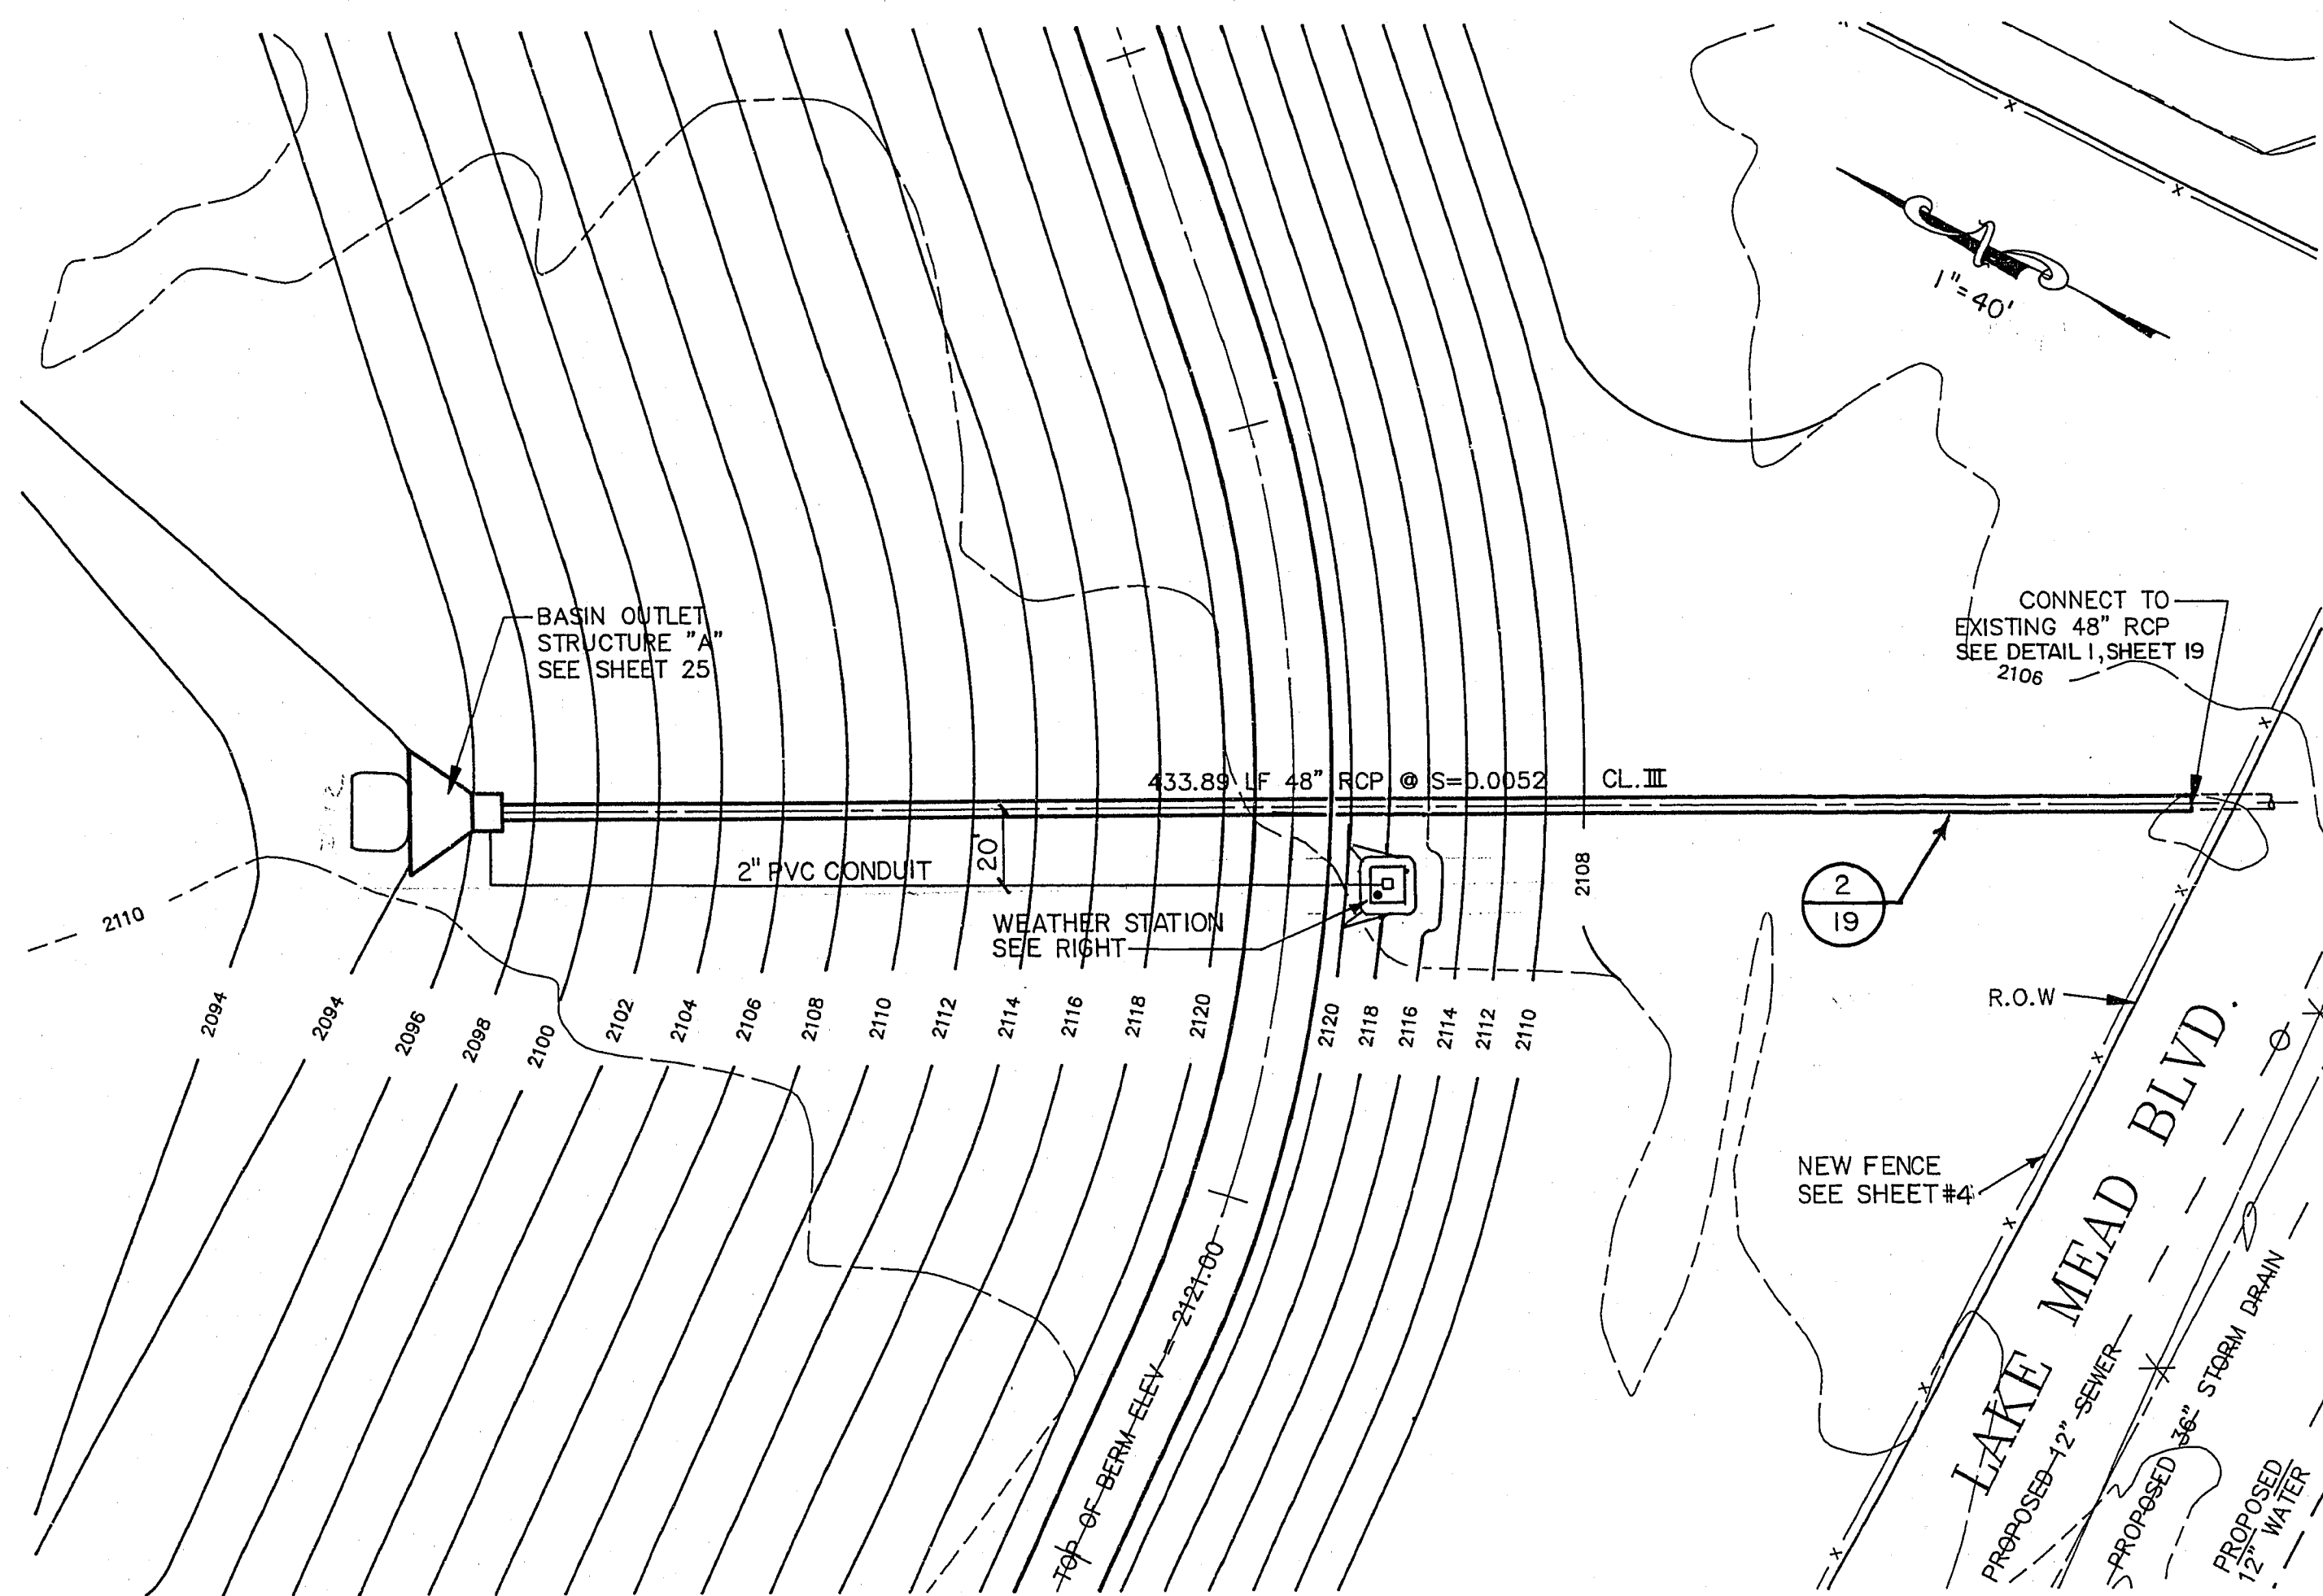 1"=40'
BASIN OUTLET
STRUCTURE "A"
SEE SHEET 25
CONNECT TO
EXISTING 48" RCP
SEE DETAIL 1, SHEET 19
2106
433.89 LF 48" RCP @ S=0.0052 CL. III
20'
2" PVC CONDUIT
2108
2
19
2110
WEATHER STATION
SEE RIGHT
R.O.W
2094
2094
2096
2098
2100
2102
2104
2106
2108
2110
2112
2114
2116
2118
2120
2120
2118
2116
2114
2112
2110
NEW FENCE
SEE SHEET #4
LAKE MEAD BLVD.
TOP OF BERM ELEV = 2121.00
PROPOSED 12" SEWER
PROPOSED 36" STORM DRAIN
PROPOSED
12" WATER